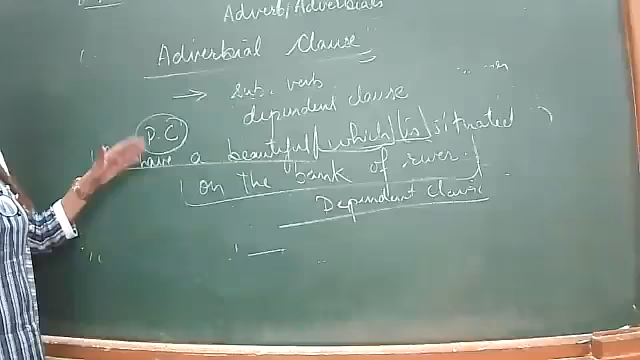 Adverb/Adverbials
Adverbial Clause
→ sub. verb
dependent clause
P.C
have a beautiful which is situated
on the bank of river.
Dependent Clause